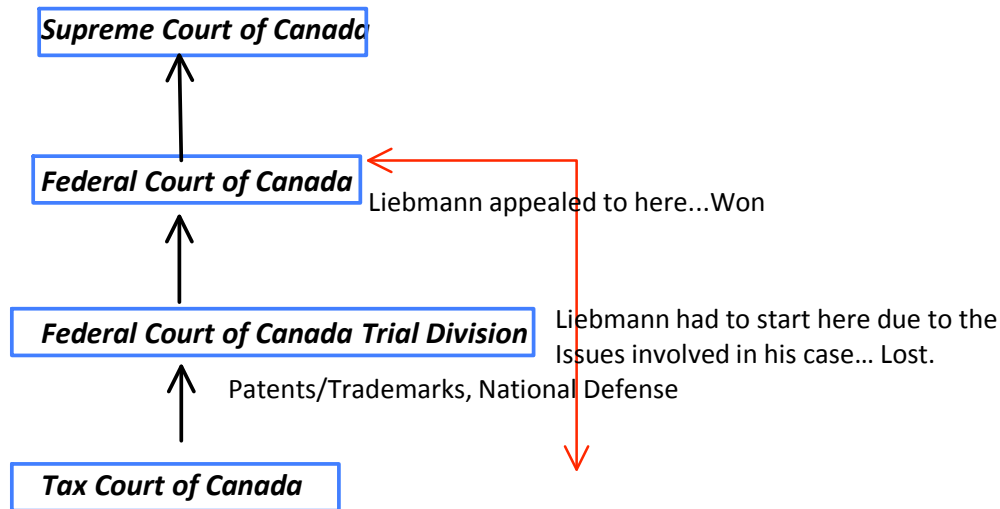 Supreme Court of Canada
Federal Court of Canada
Liebmann appealed to here...Won
Federal Court of Canada Trial Division
Liebmann had to start here due to the
Issues involved in his case… Lost.
Patents/Trademarks, National Defense
Tax Court of Canada